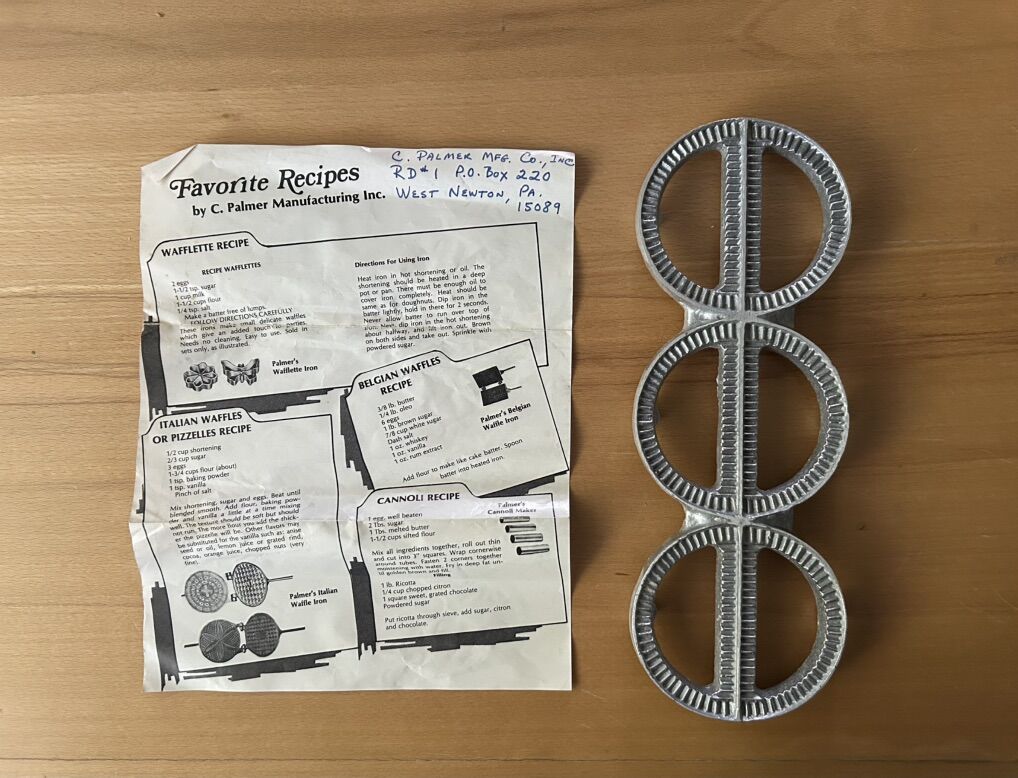 Favorite Recipes
by C. Palmer Manufacturing Inc.
C. PALMER MFG. CO., INC
RD#1 P.O. BOX 220
WEST NEWTON, PA.
15089
WAFFLETTE RECIPE
RECIPE WAFFLETTES
2 eggs
1-1/2 tsp. sugar
1 cup milk
1-1/2 cups flour
1/4 tsp. salt
Make a batter free of lumps.
FOLLOW DIRECTIONS CAREFULLY
These irons make small delicate waffles
which give an added touch to parties.
Needs no cleaning. Easy to use. Sold in
sets only, as illustrated.
Palmer's
Wafflette Iron
Directions For Using Iron
Heat iron in hot shortening or oil. The
shortening should be heated in a deep
pot or pan. There must be enough oil to
cover iron completely. Heat should be
same as for doughnuts. Dip iron in the
batter lightly, hold in there for 2 seconds.
Never allow batter to run over top of
iron. Next, dip iron in the hot shortening
about halfway, and lift iron out. Brown
on both sides and take out. Sprinkle with
powdered sugar.
BELGIAN WAFFLES
RECIPE
3/8 lb. butter
1/4 lb. oleo
6 eggs
1 lb. brown sugar
7/8 cup white sugar
Dash salt
1 oz. whiskey
1 oz. vanilla
1 oz. rum extract
Add flour to make like cake batter. Spoon
batter into heated iron.
Palmer's Belgian
Waffle Iron
ITALIAN WAFFLES
OR PIZZELLES RECIPE
1/2 cup shortening
2/3 cup sugar
3 eggs
1-3/4 cups flour (about)
1 tsp. baking powder
1 tsp. vanilla
Pinch of salt
Mix shortening, sugar and eggs. Beat until
blended smooth. Add flour, baking pow-
der and vanilla a little at a time mixing
well. The texture should be soft but should
not run. The more flour you add the thick-
er the pizzelle will be. Other flavors may
be substituted for the vanilla such as: anise
seed or oil, lemon juice or grated rind,
cocoa, orange juice, chopped nuts (very
fine).
Palmer's Italian
Waffle Iron
CANNOLI RECIPE
1 egg, well beaten
2 Tbs. sugar
1 Tbs. melted butter
1-1/2 cups sifted flour
Palmer's
Cannoli Maker
Mix all ingredients together, roll out thin
and cut into 3" squares. Wrap cornerwise
around tubes. Fasten 2 corners together
moistening with water. Fry in deep fat un-
til golden brown and fill.
Filling
1 lb. Ricotta
1/4 cup chopped citron
1 square sweet, grated chocolate
Powdered sugar
Put ricotta through sieve, add sugar, citron
and chocolate.